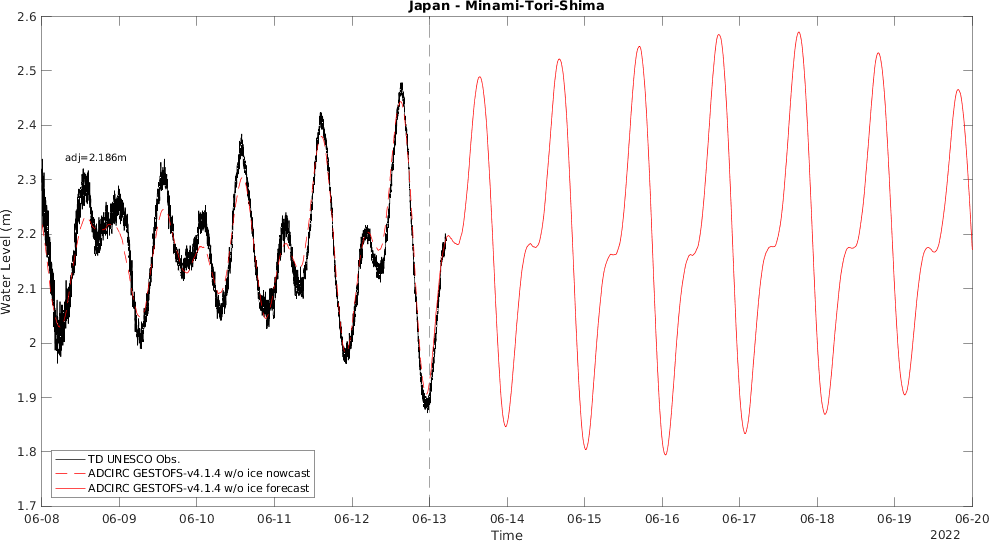 Japan - Minami-Tori-Shima
2.6
2.5
2.4
2.3
2.2
2.1
2
1.9
1.8
1.7
Water Level (m)
adj=2.186m
TD UNESCO Obs.
ADCIRC GESTOFS-v4.1.4 w/o ice nowcast
ADCIRC GESTOFS-v4.1.4 w/o ice forecast
06-08 06-09 06-10 06-11 06-12 06-13 06-14 06-15 06-16 06-17 06-18 06-19 06-20
Time
2022